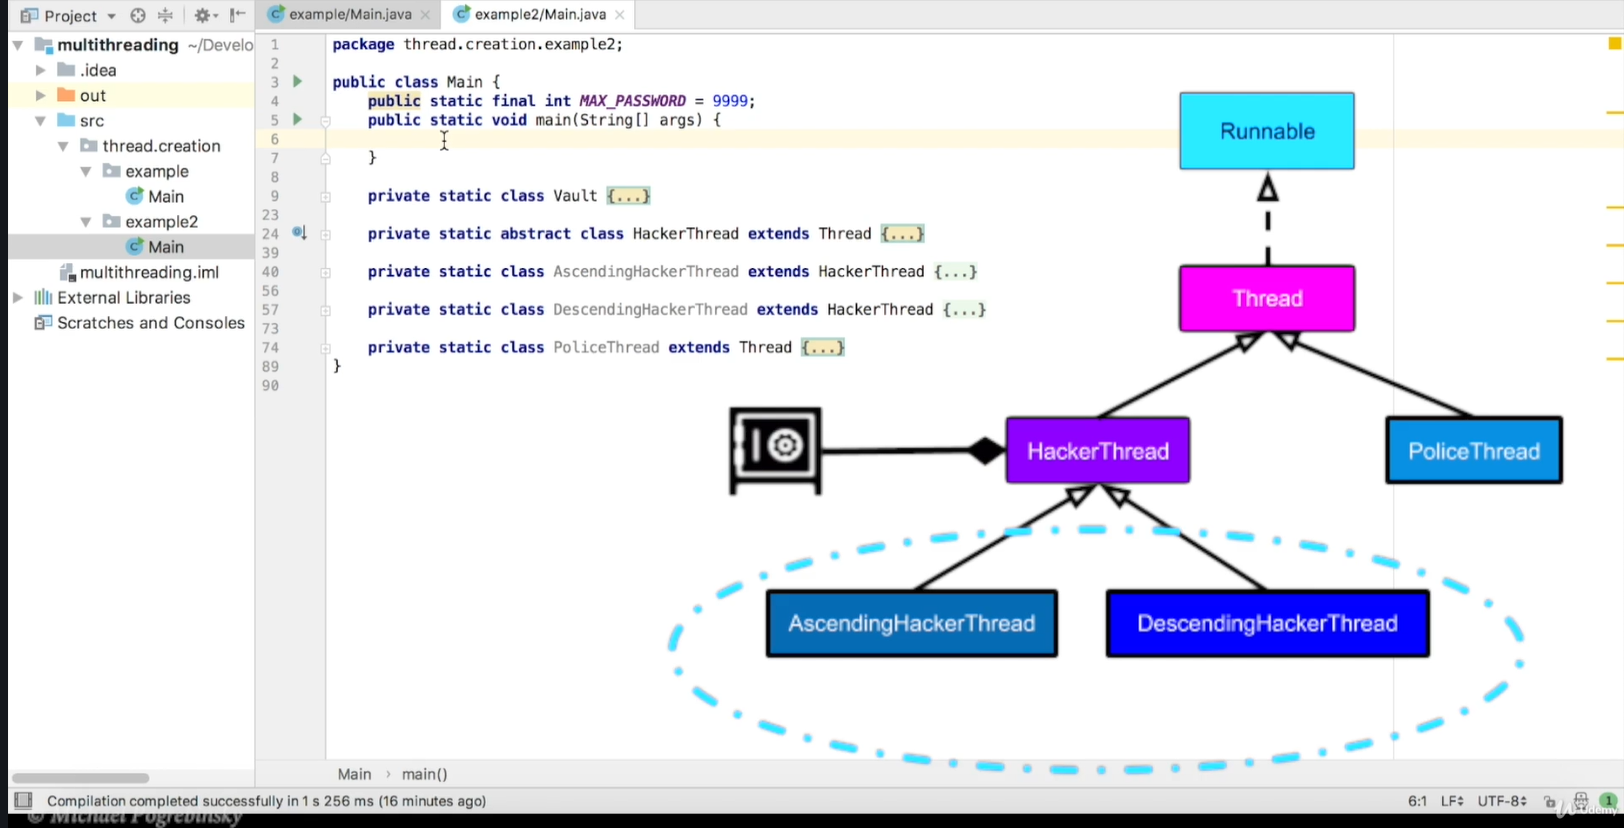 Project
example/Main.java
example2/Main.java
multithreading ~/Develo
.idea
out
src
thread.creation
example
Main
example2
Main
multithreading.iml
External Libraries
Scratches and Consoles
1 package thread.creation.example2;
2
3 public class Main {
4 public static final int MAX_PASSWORD = 9999;
5 public static void main(String[] args) {
6
7 }
8
9 private static class Vault {...}
23
24 private static abstract class HackerThread extends Thread {...}
39
40 private static class AscendingHackerThread extends HackerThread {...}
56
57 private static class DescendingHackerThread extends HackerThread {...}
73
74 private static class PoliceThread extends Thread {...}
89 }
90
Runnable
Thread
HackerThread
PoliceThread
AscendingHackerThread
DescendingHackerThread
Main › main()
Compilation completed successfully in 1 s 256 ms (16 minutes ago)
6:1 LF UTF-8 1
Udemy
© Michael Pogrebinsky